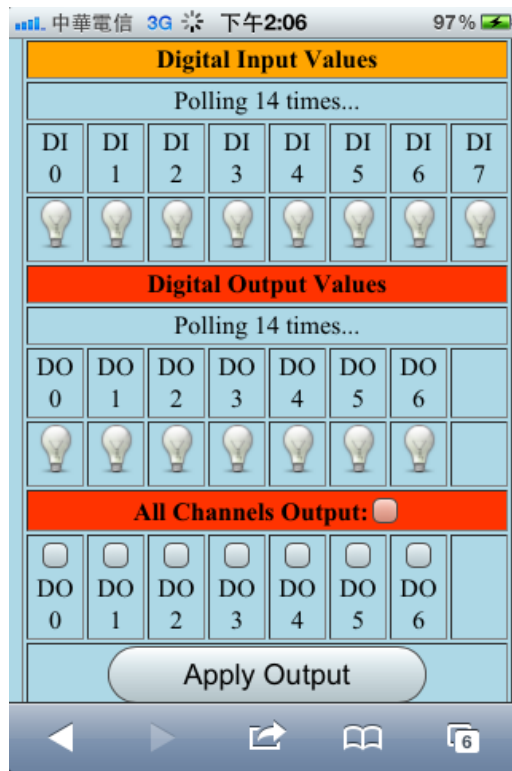 中華電信 3G 下午2:06 97%
Digital Input Values
Polling 14 times...
DI DI DI DI DI DI DI DI
0 1 2 3 4 5 6 7
Digital Output Values
Polling 14 times...
DO DO DO DO DO DO DO
0 1 2 3 4 5 6
All Channels Output:
DO DO DO DO DO DO DO
0 1 2 3 4 5 6
Apply Output
6